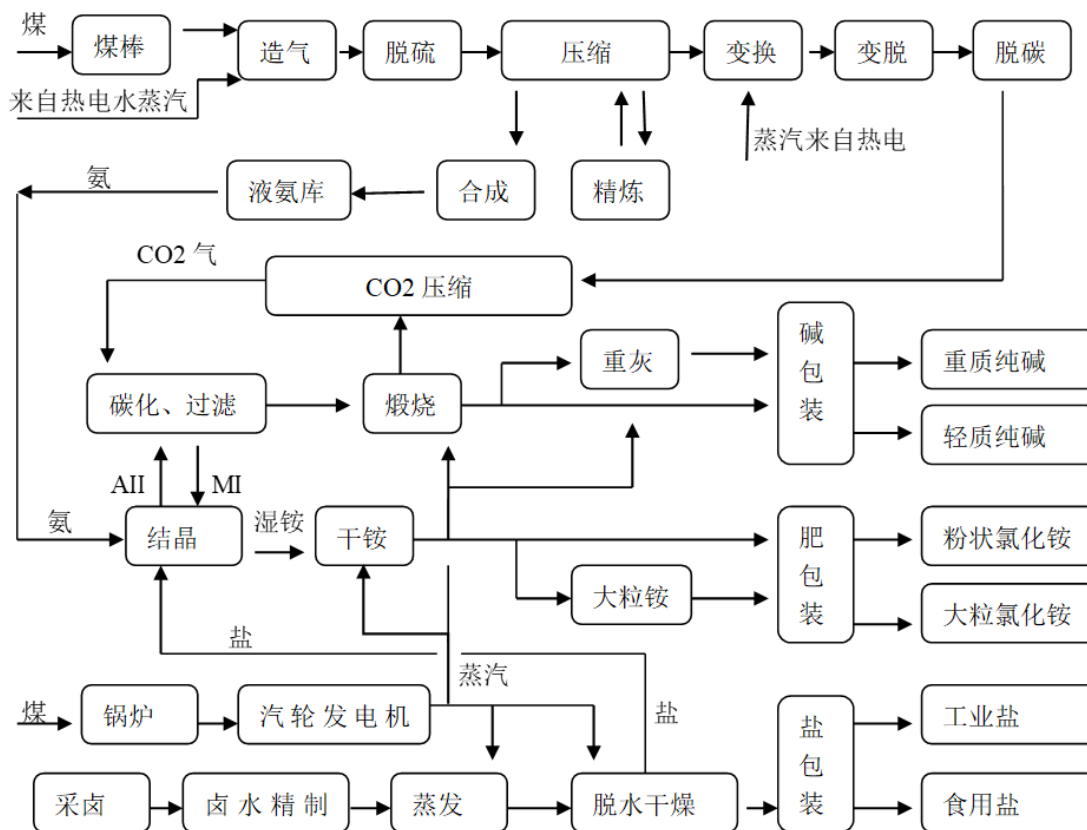 煤
煤棒
造气
脱硫
压缩
变换
变脱
脱碳
来自热电水蒸汽
蒸汽来自热电
氨
液氨库
合成
精炼
CO2 气
CO2 压缩
碱包装
重灰
重质纯碱
碳化、过滤
煅烧
轻质纯碱
AII
MI
氨
结晶
湿铵
干铵
肥包装
粉状氯化铵
大粒铵
大粒氯化铵
盐
蒸汽
煤
锅炉
汽轮发电机
盐
盐包装
工业盐
采卤
卤水精制
蒸发
脱水干燥
食用盐